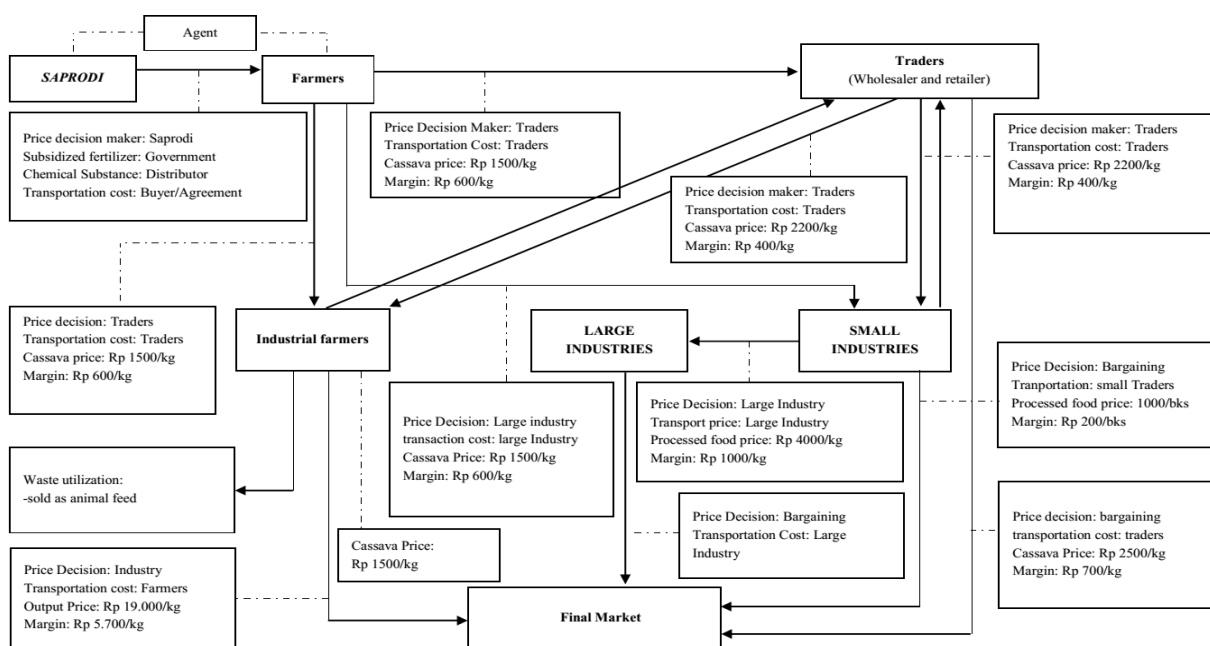 Agent
SAPRODI
Farmers
Traders
(Wholesaler and retailer)
Price decision maker: Saprodi
Subsidized fertilizer: Government
Chemical Substance: Distributor
Transportation cost: Buyer/Agreement
Price Decision Maker: Traders
Transportation Cost: Traders
Cassava price: Rp 1500/kg
Margin: Rp 600/kg
Price decision maker: Traders
Transportation cost: Traders
Cassava price: Rp 2200/kg
Margin: Rp 400/kg
Price decision maker: Traders
Transportation cost: Traders
Cassava price: Rp 2200/kg
Margin: Rp 400/kg
Price decision: Traders
Transportation cost: Traders
Cassava price: Rp 1500/kg
Margin: Rp 600/kg
Industrial farmers
LARGE
INDUSTRIES
SMALL
INDUSTRIES
Price Decision: Large industry
transaction cost: large Industry
Cassava Price: Rp 1500/kg
Margin: Rp 600/kg
Price Decision: Large Industry
Transport price: Large Industry
Processed food price: Rp 4000/kg
Margin: Rp 1000/kg
Price Decision: Bargaining
Tranportation: small Traders
Processed food price: 1000/bks
Margin: Rp 200/bks
Waste utilization:
-sold as animal feed
Cassava Price:
Rp 1500/kg
Price Decision: Bargaining
Transportation Cost: Large
Industry
Price decision: bargaining
transportation cost: traders
Cassava Price: Rp 2500/kg
Margin: Rp 700/kg
Price Decision: Industry
Transportation cost: Farmers
Output Price: Rp 19.000/kg
Margin: Rp 5.700/kg
Final Market